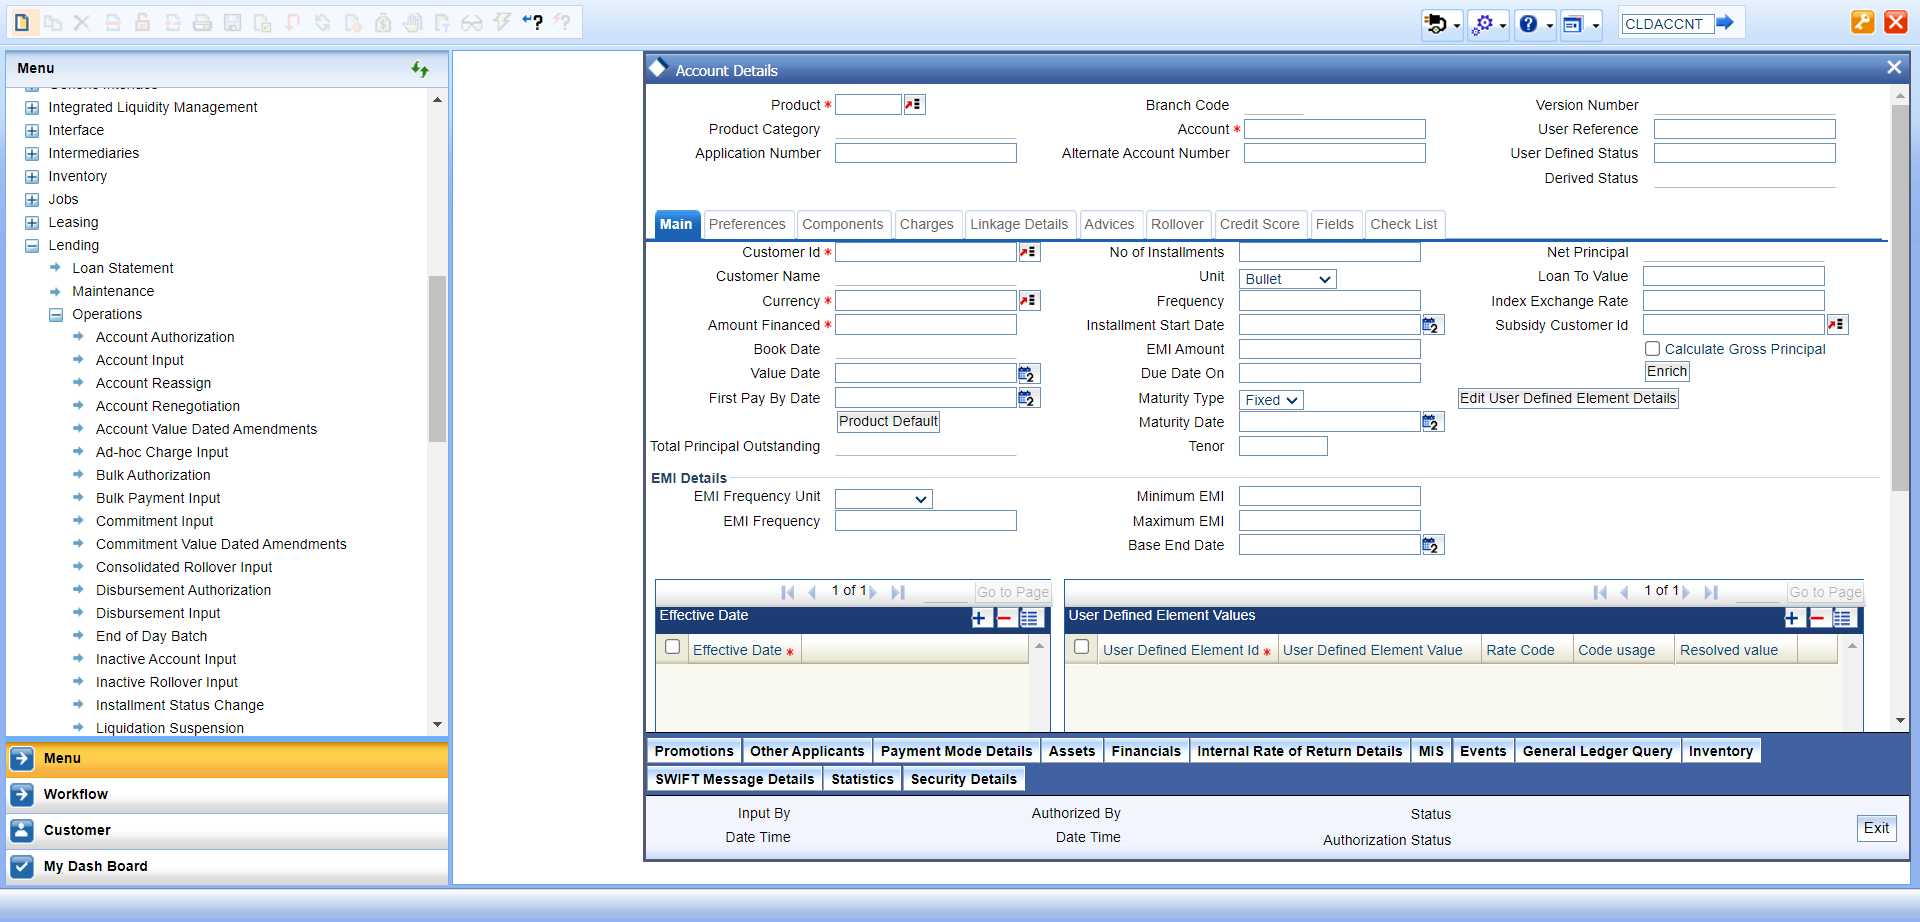 CLDACCNT
Menu
Integrated Liquidity Management
Interface
Intermediaries
Inventory
Jobs
Leasing
Lending
Loan Statement
Maintenance
Operations
Account Authorization
Account Input
Account Reassign
Account Renegotiation
Account Value Dated Amendments
Ad-hoc Charge Input
Bulk Authorization
Bulk Payment Input
Commitment Input
Commitment Value Dated Amendments
Consolidated Rollover Input
Disbursement Authorization
Disbursement Input
End of Day Batch
Inactive Account Input
Inactive Rollover Input
Installment Status Change
Liquidation Suspension
Menu
Workflow
Customer
My Dash Board
Account Details
Product * Branch Code Version Number
Product Category Account * User Reference
Application Number Alternate Account Number User Defined Status
Derived Status
Main Preferences Components Charges Linkage Details Advices Rollover Credit Score Fields Check List
Customer Id * No of Installments Net Principal
Customer Name Unit Bullet Loan To Value
Currency * Frequency Index Exchange Rate
Amount Financed * Installment Start Date 2 Subsidy Customer Id
Book Date EMI Amount Calculate Gross Principal
Value Date 2 Due Date On Enrich
First Pay By Date 2 Maturity Type Fixed Edit User Defined Element Details
Product Default Maturity Date 2
Total Principal Outstanding Tenor
EMI Details
EMI Frequency Unit Minimum EMI
EMI Frequency Maximum EMI
Base End Date 2
1 of 1 Go to Page 1 of 1 Go to Page
Effective Date User Defined Element Values
Effective Date * User Defined Element Id * User Defined Element Value Rate Code Code usage Resolved value
Promotions Other Applicants Payment Mode Details Assets Financials Internal Rate of Return Details MIS Events General Ledger Query Inventory
SWIFT Message Details Statistics Security Details
Input By Authorized By Status
Date Time Date Time Authorization Status
Exit